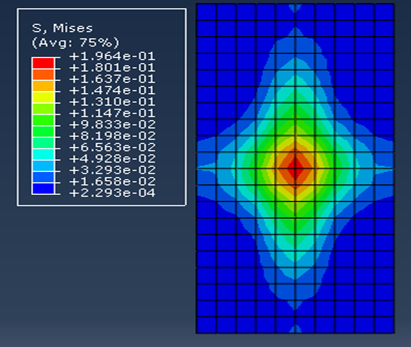 S, Mises
(Avg: 75%)
+1.964e-01
+1.801e-01
+1.637e-01
+1.474e-01
+1.310e-01
+1.147e-01
+9.833e-02
+8.198e-02
+6.563e-02
+4.928e-02
+3.293e-02
+1.658e-02
+2.293e-04